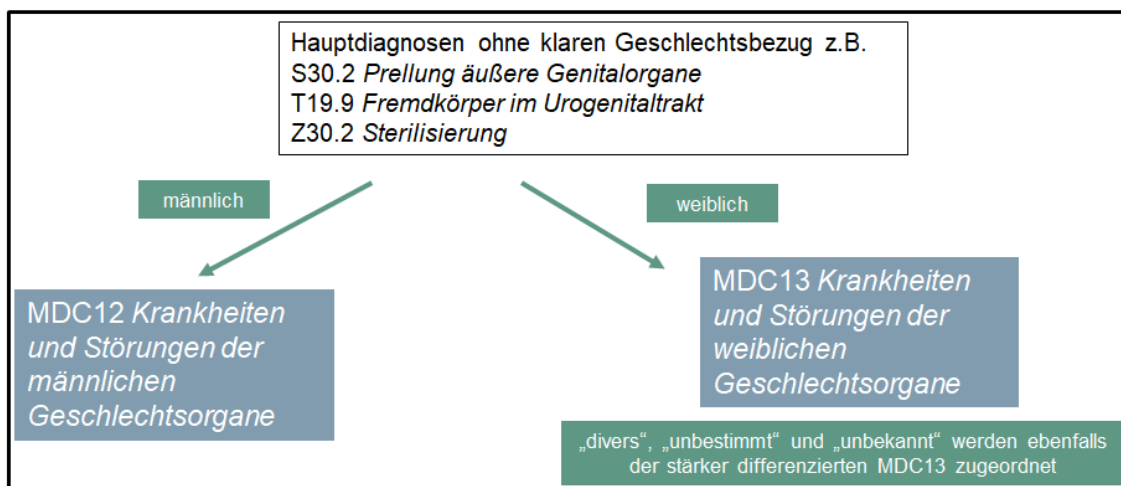 Hauptdiagnosen ohne klaren Geschlechtsbezug z.B.
S30.2 Prellung äußere Genitalorgane
T19.9 Fremdkörper im Urogenitaltrakt
Z30.2 Sterilisierung
männlich
weiblich
MDC12 Krankheiten
und Störungen der
männlichen
Geschlechtsorgane
MDC13 Krankheiten
und Störungen der
weiblichen
Geschlechtsorgane
„divers“, „unbestimmt“ und „unbekannt“ werden ebenfalls
der stärker differenzierten MDC13 zugeordnet